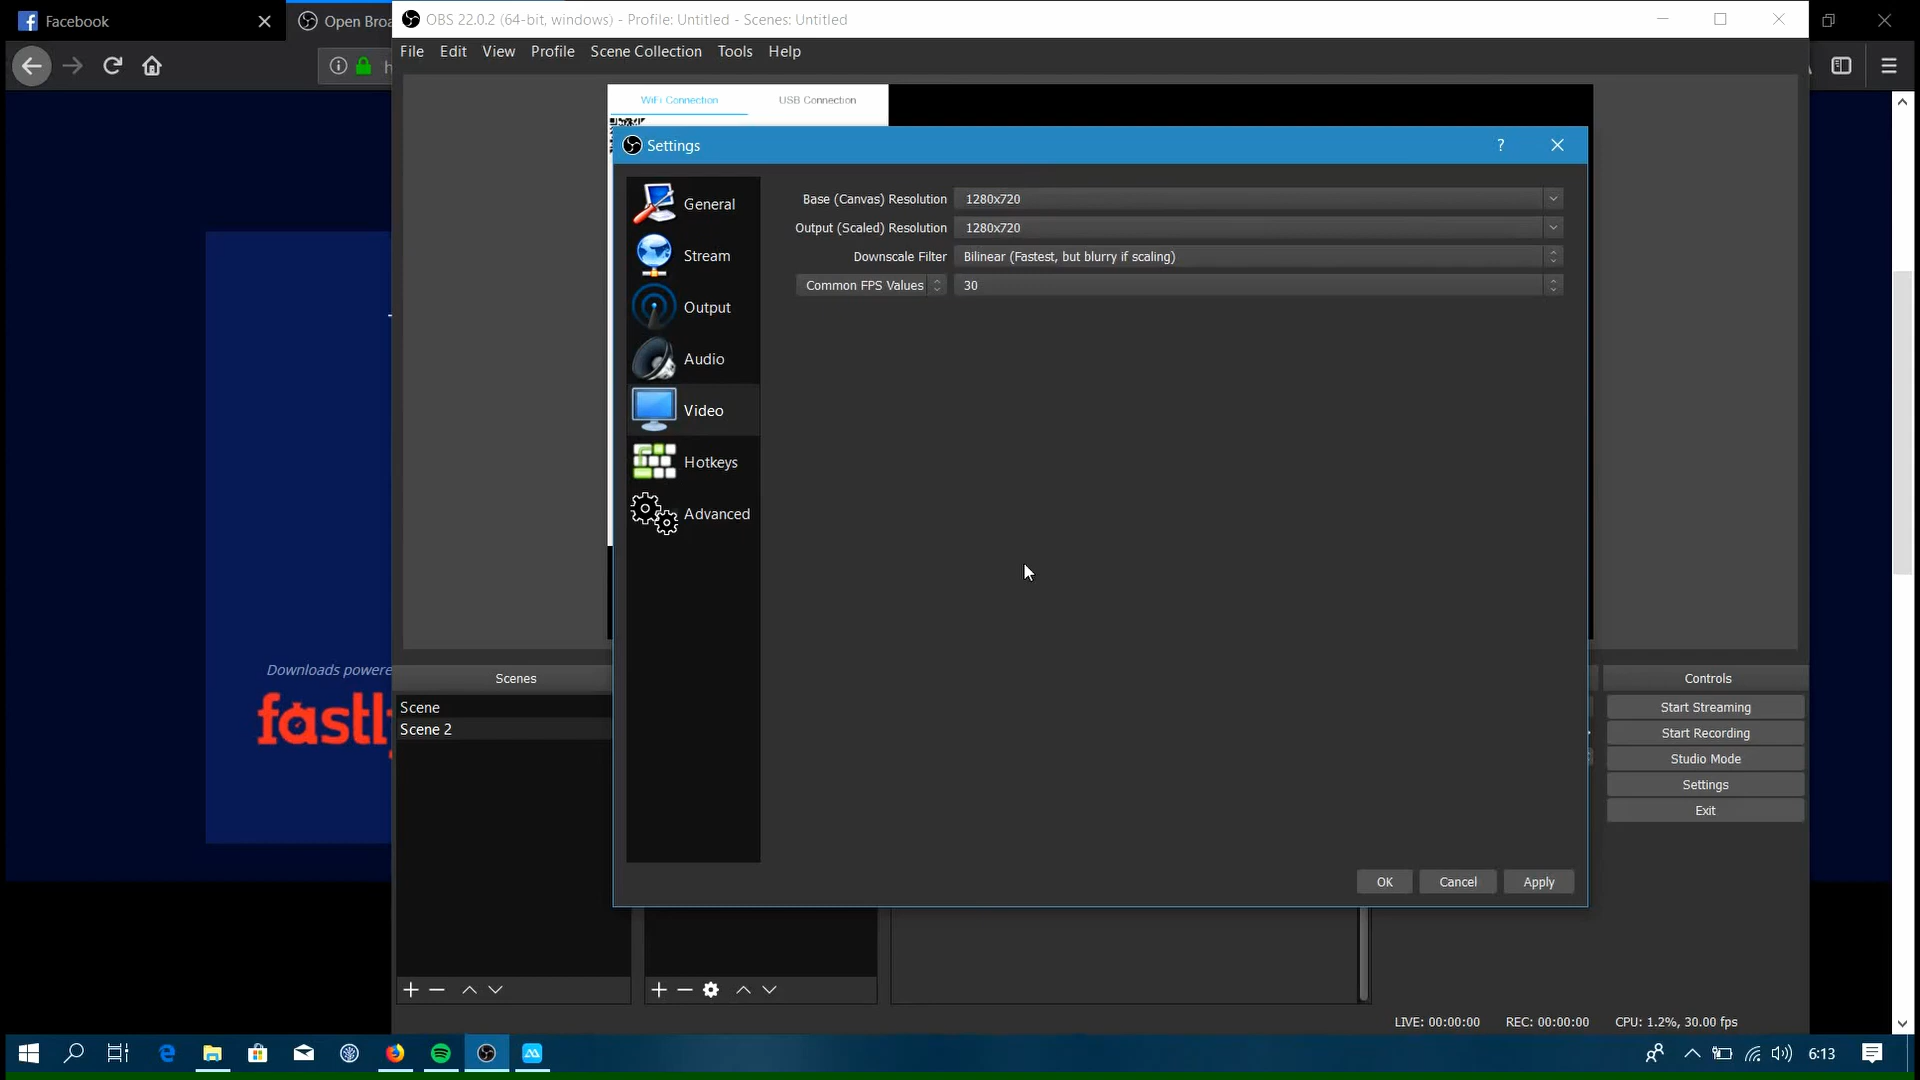 Facebook
Open Broa
OBS 22.0.2 (64-bit, windows) - Profile: Untitled - Scenes: Untitled
File Edit View Profile Scene Collection Tools Help
WiFi Connection USB Connection
Settings ?
General
Stream
Output
Audio
Video
Hotkeys
Advanced
Base (Canvas) Resolution 1280x720
Output (Scaled) Resolution 1280x720
Downscale Filter Bilinear (Fastest, but blurry if scaling)
Common FPS Values 30
OK Cancel Apply
Downloads powere
fastly
Scenes
Scene
Scene 2
Controls
Start Streaming
Start Recording
Studio Mode
Settings
Exit
LIVE: 00:00:00 REC: 00:00:00 CPU: 1.2%, 30.00 fps
6:13